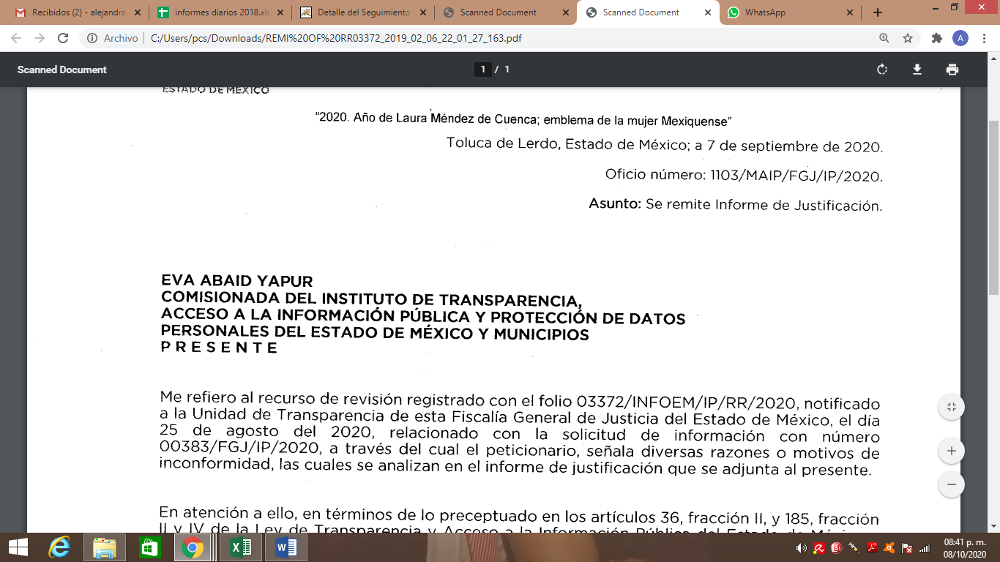 Recibidos (2) - alejandra
informes diarios 2018.xls
Detalle del Seguimiento
Scanned Document
Scanned Document
WhatsApp
Archivo | C:/Users/pcs/Downloads/REMI%20OF%20RR03372_2019_02_06_22_01_27_163.pdf
A
Scanned Document
1 / 1
ESTADO DE MÉXICO
“2020. Año de Laura Méndez de Cuenca; emblema de la mujer Mexiquense”
Toluca de Lerdo, Estado de México; a 7 de septiembre de 2020.
Oficio número: 1103/MAIP/FGJ/IP/2020.
Asunto: Se remite Informe de Justificación.
EVA ABAID YAPUR
COMISIONADA DEL INSTITUTO DE TRANSPARENCIA,
ACCESO A LA INFORMACIÓN PÚBLICA Y PROTECCIÓN DE DATOS
PERSONALES DEL ESTADO DE MÉXICO Y MUNICIPIOS
P R E S E N T E
Me refiero al recurso de revisión registrado con el folio 03372/INFOEM/IP/RR/2020, notificado
a la Unidad de Transparencia de esta Fiscalía General de Justicia del Estado de México, el día
25 de agosto del 2020, relacionado con la solicitud de información con número
00383/FGJ/IP/2020, a través del cual el peticionario, señala diversas razones o motivos de
inconformidad, las cuales se analizan en el informe de justificación que se adjunta al presente.
En atención a ello, en términos de lo preceptuado en los artículos 36, fracción II, y 185, fracción
II y IV de la Ley de Transparencia y Acceso a la Información Pública del Estado de México
08:41 p. m.
08/10/2020